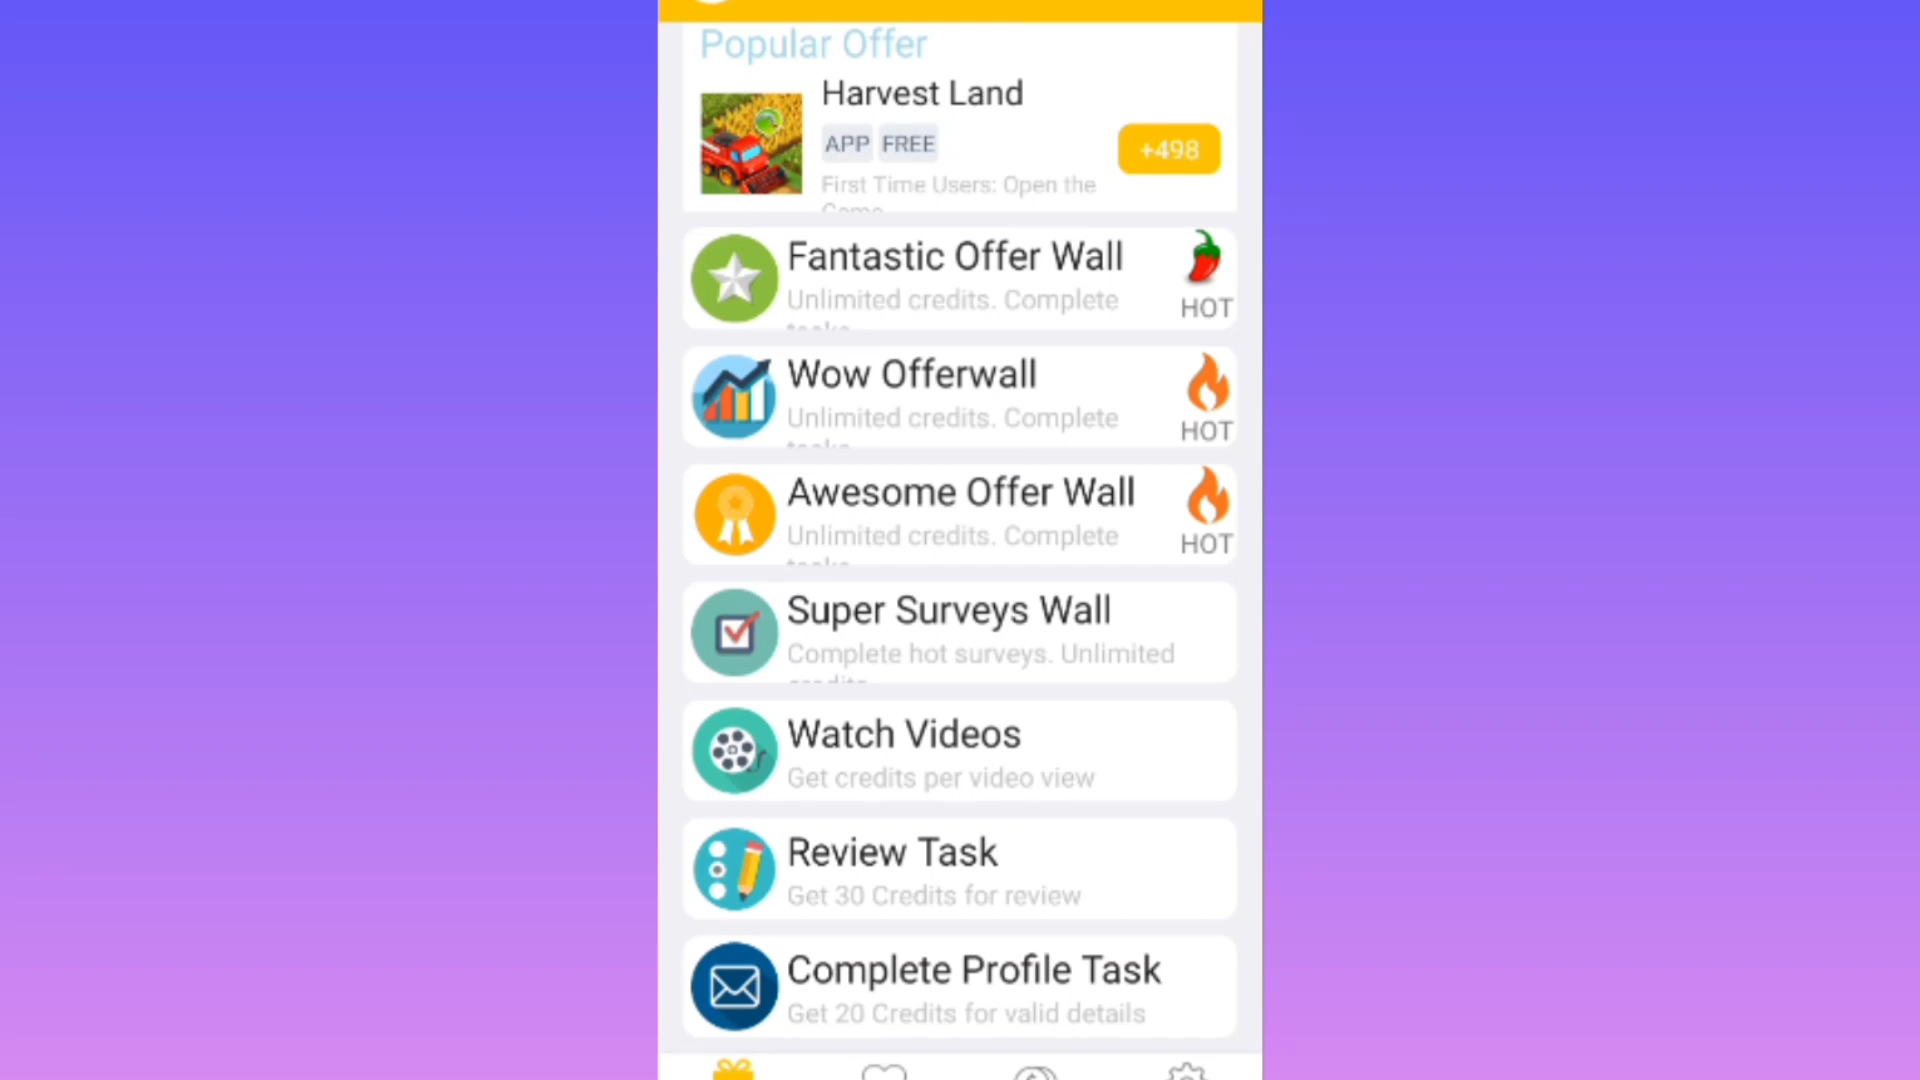 Popular Offer
Harvest Land
APP FREE
+498
First Time Users: Open the
Fantastic Offer Wall
Unlimited credits. Complete
HOT
Wow Offerwall
Unlimited credits. Complete
HOT
Awesome Offer Wall
Unlimited credits. Complete
HOT
Super Surveys Wall
Complete hot surveys. Unlimited
Watch Videos
Get credits per video view
Review Task
Get 30 Credits for review
Complete Profile Task
Get 20 Credits for valid details